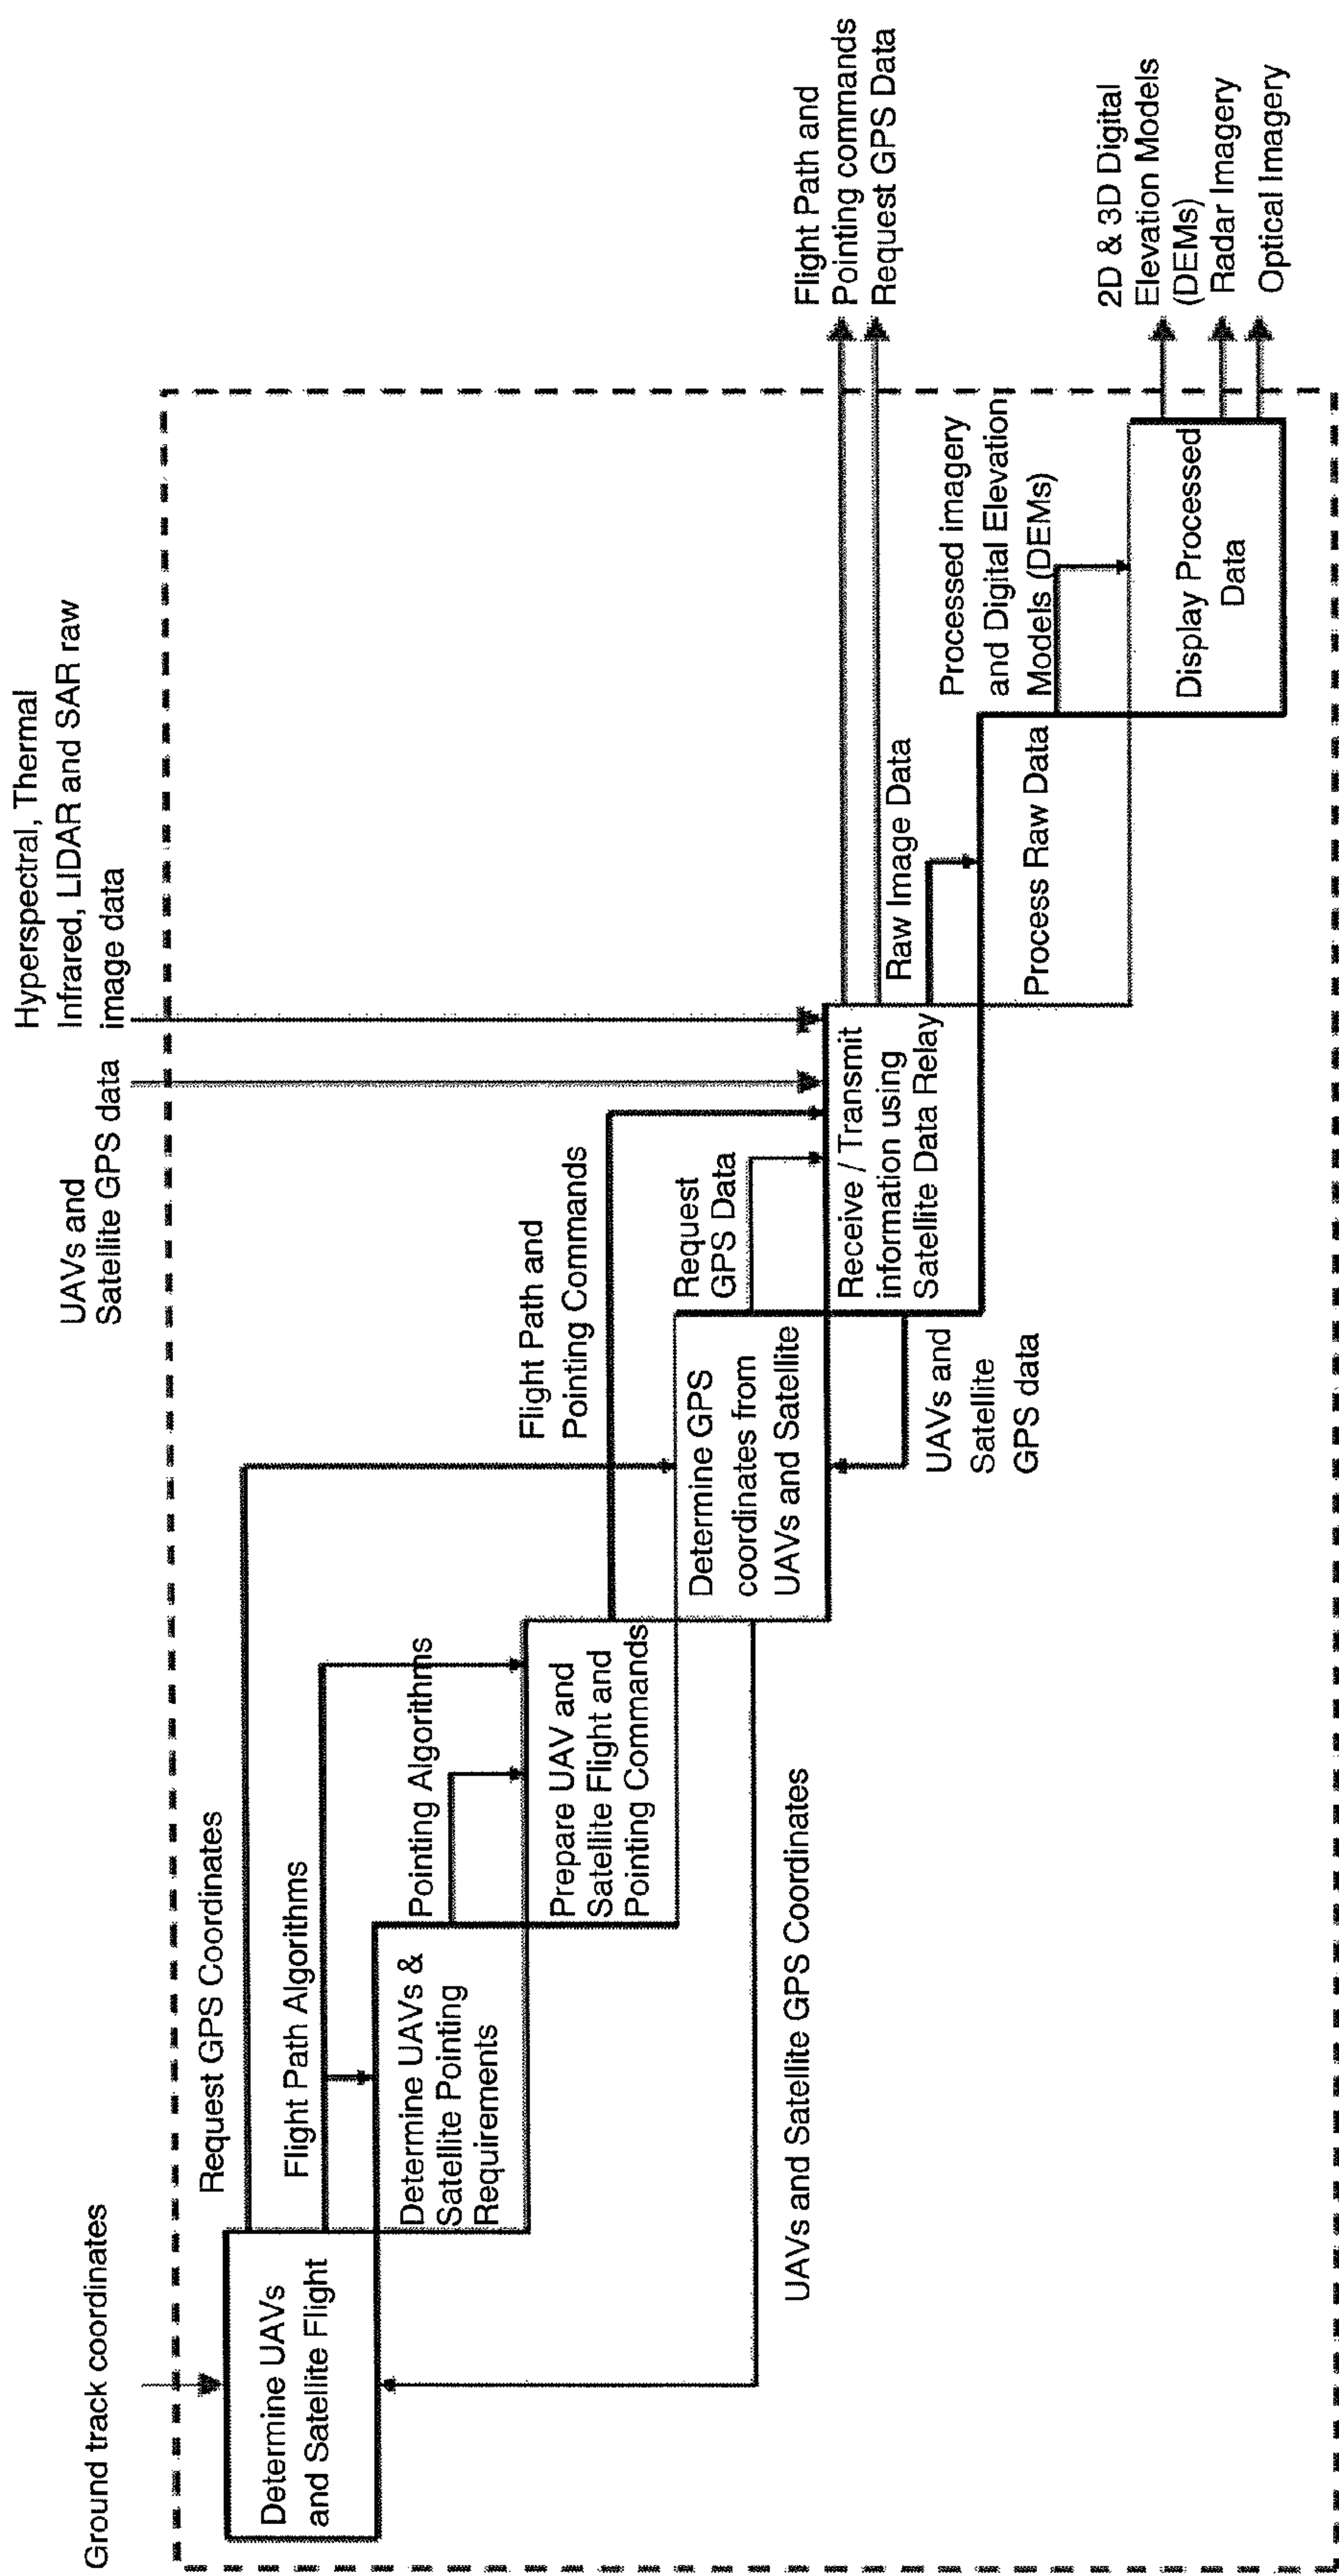 Ground track coordinates
UAVs and
Satellite GPS data
Hyperspectral, Thermal
Infrared, LIDAR and SAR raw
image data
Request GPS Coordinates
Determine UAVs
and Satellite Flight
Flight Path Algorithms
Determine UAVs &
Satellite Pointing
Requirements
Pointing Algorithms
Prepare UAV and
Satellite Flight and
Pointing Commands
Flight Path and
Pointing Commands
Determine GPS
coordinates from
UAVs and Satellite
Request
GPS Data
Receive / Transmit
information using
Satellite Data Relay
UAVs and
Satellite
GPS data
UAVs and Satellite GPS Coordinates
Raw Image Data
Process Raw Data
Processed imagery
and Digital Elevation
Models (DEMs)
Display Processed
Data
Flight Path and
Pointing commands
Request GPS Data
2D & 3D Digital
Elevation Models
(DEMs)
Radar Imagery
Optical Imagery